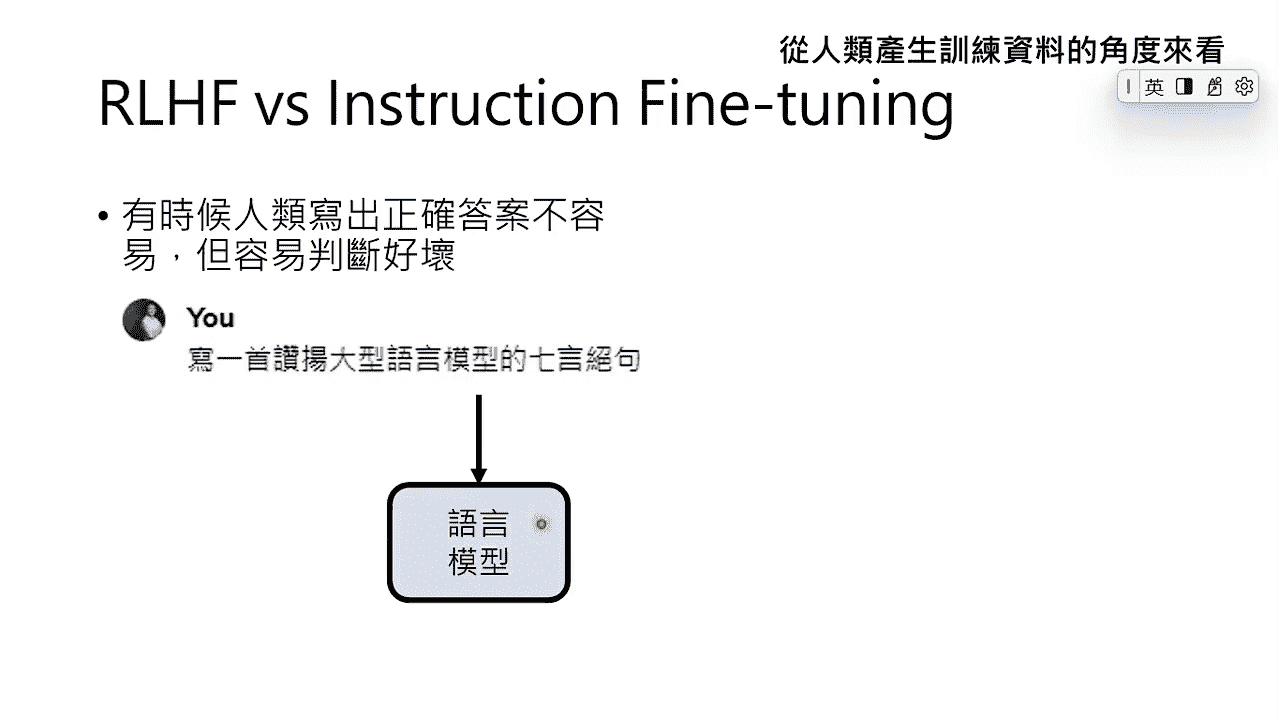 從人類產生訓練資料的角度來看
RLHF vs Instruction Fine-tuning
英
• 有時候人類寫出正確答案不容
易，但容易判斷好壞
You
寫一首讚揚大型語言模型的七言絕句
語言
模型